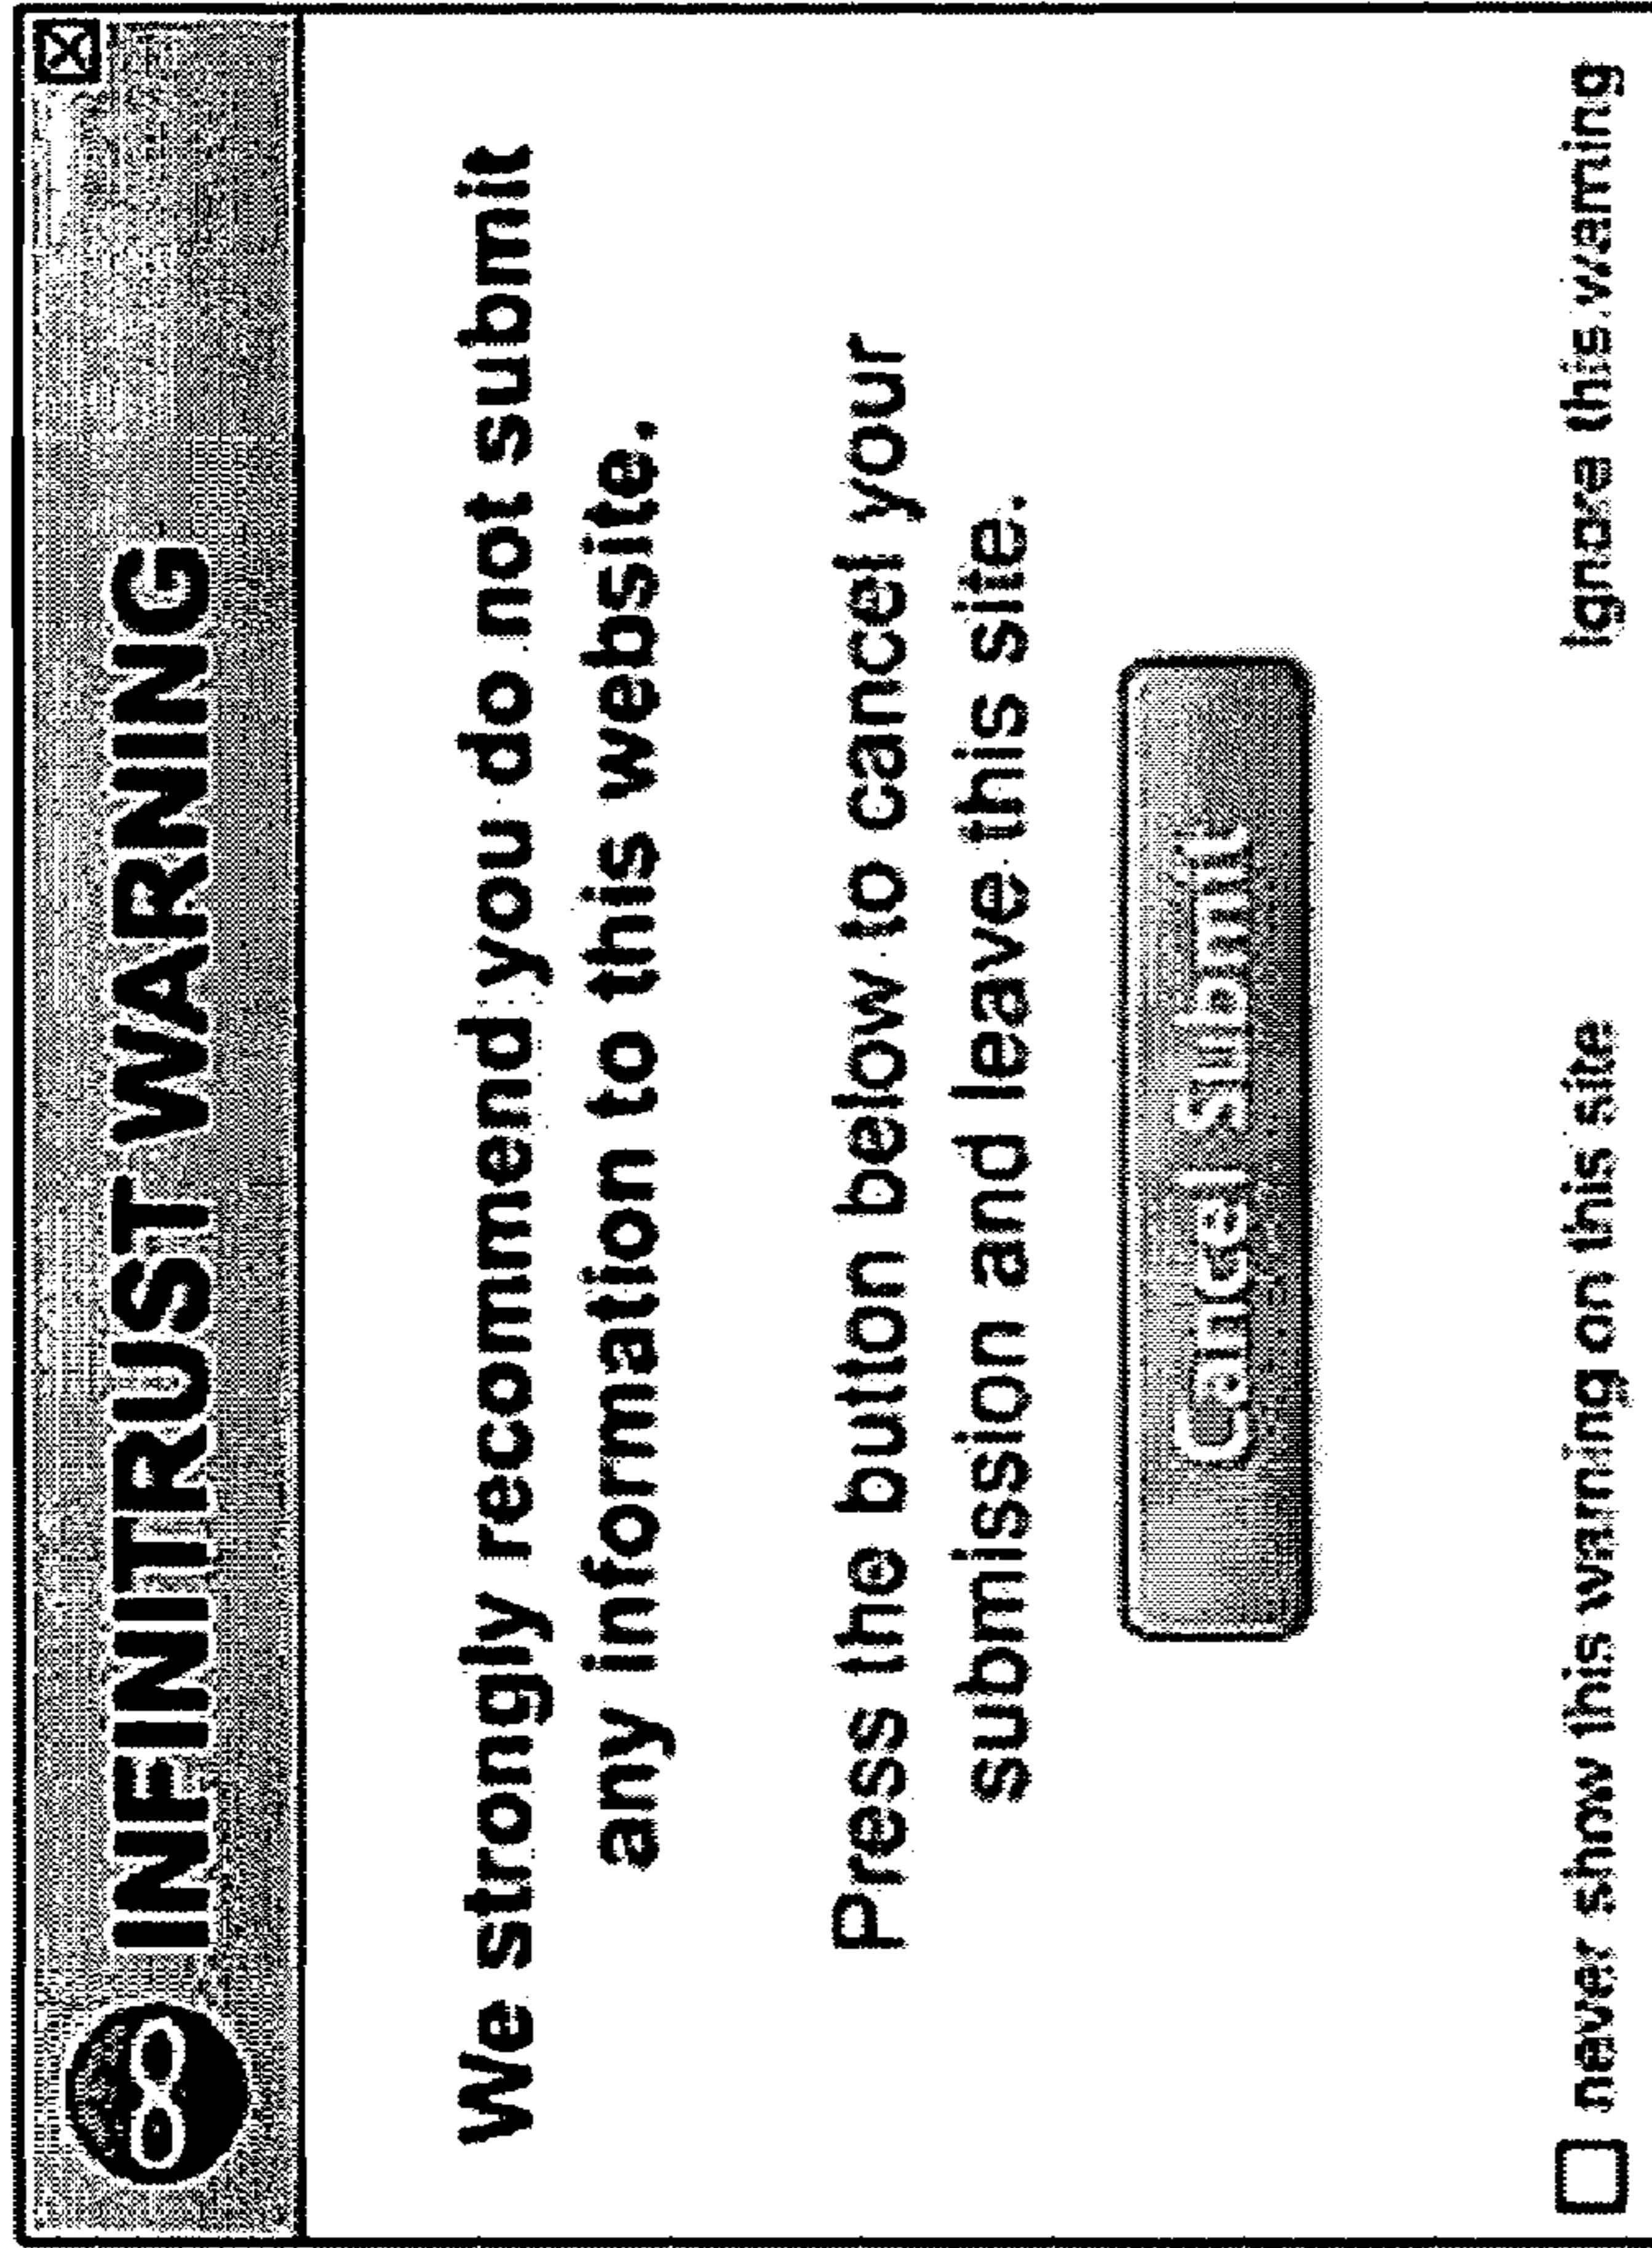 INFINITRUST WARNING
We strongly recommend you do not submit
any information to this website.
Press the button below to cancel your
submission and leave this site.
Cancel Submit
never show this warning on this site
Ignore this warning